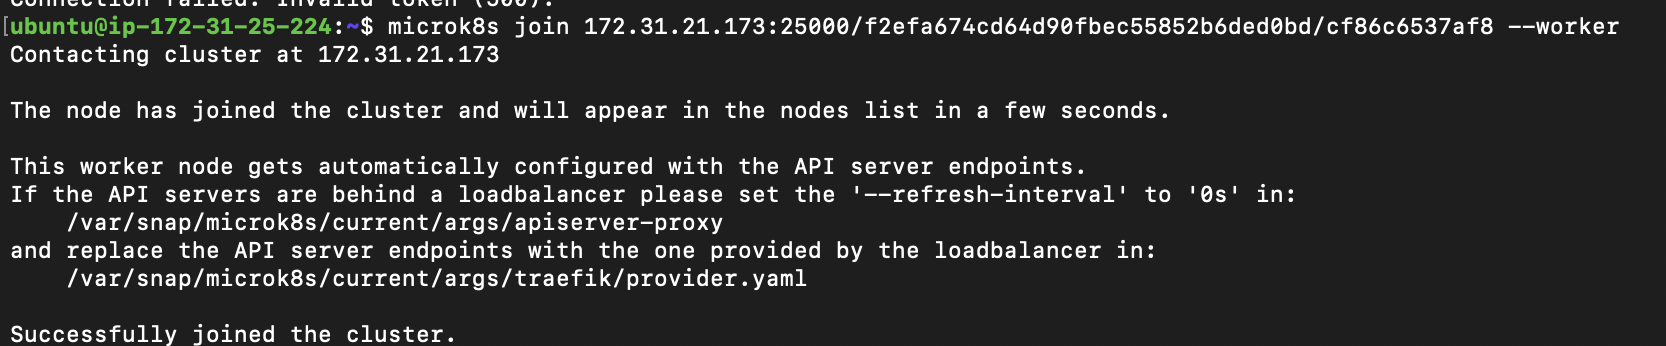 Connection failed. Invalid token (500).
[ubuntu@ip-172-31-25-224:~$ microk8s join 172.31.21.173:25000/f2efa674cd64d90fbec55852b6ded0bd/cf86c6537af8 --worker
Contacting cluster at 172.31.21.173
The node has joined the cluster and will appear in the nodes list in a few seconds.
This worker node gets automatically configured with the API server endpoints.
If the API servers are behind a loadbalancer please set the '--refresh-interval' to '0s' in:
/var/snap/microk8s/current/args/apiserver-proxy
and replace the API server endpoints with the one provided by the loadbalancer in:
/var/snap/microk8s/current/args/traefik/provider.yaml
Successfully joined the cluster.